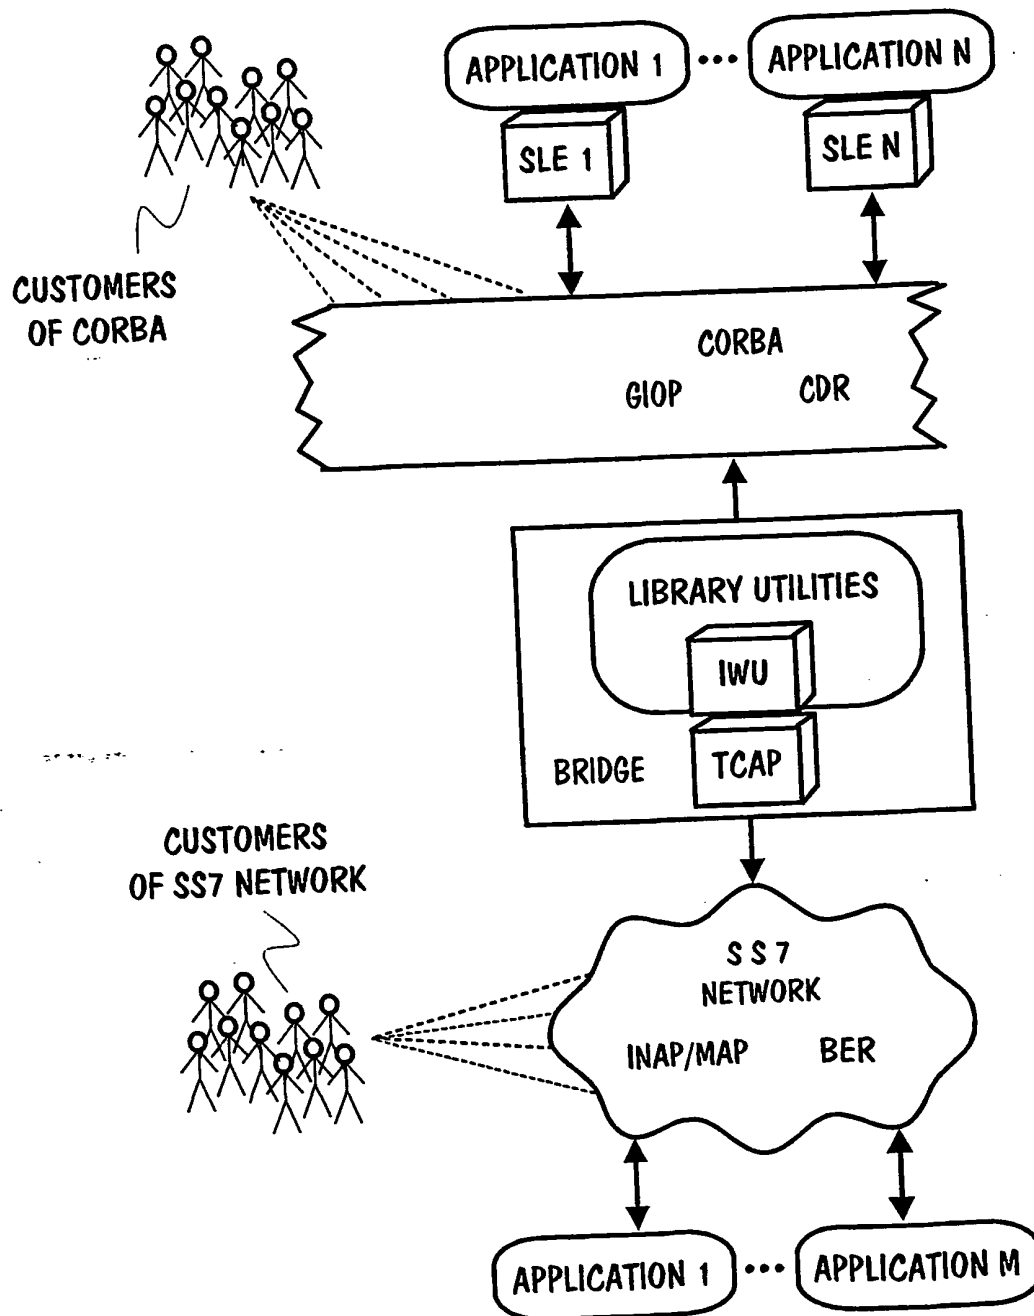 APPLICATION 1 ••• APPLICATION N
SLE 1
SLE N
CUSTOMERS
OF CORBA
CORBA
GIOP
CDR
LIBRARY UTILITIES
IWU
BRIDGE
TCAP
CUSTOMERS
OF SS7 NETWORK
SS7
NETWORK
INAP/MAP
BER
APPLICATION 1 ••• APPLICATION M